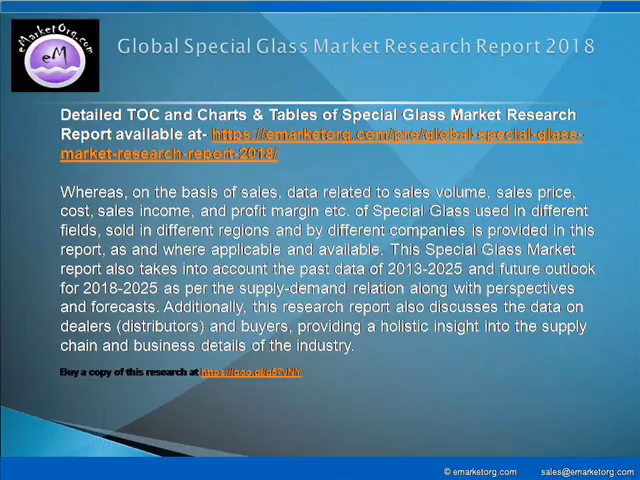 eMarketOrg.com
eM
Global Special Glass Market Research Report 2018
Detailed TOC and Charts & Tables of Special Glass Market Research
Report available at- https://emarketorg.com/pro/global-special-glass-
market-research-report-2018/
Whereas, on the basis of sales, data related to sales volume, sales price,
cost, sales income, and profit margin etc. of Special Glass used in different
fields, sold in different regions and by different companies is provided in this
report, as and where applicable and available. This Special Glass Market
report also takes into account the past data of 2013-2025 and future outlook
for 2018-2025 as per the supply-demand relation along with perspectives
and forecasts. Additionally, this research report also discusses the data on
dealers (distributors) and buyers, providing a holistic insight into the supply
chain and business details of the industry.
Buy a copy of this research at
© emarketorg.com sales@emarketorg.com